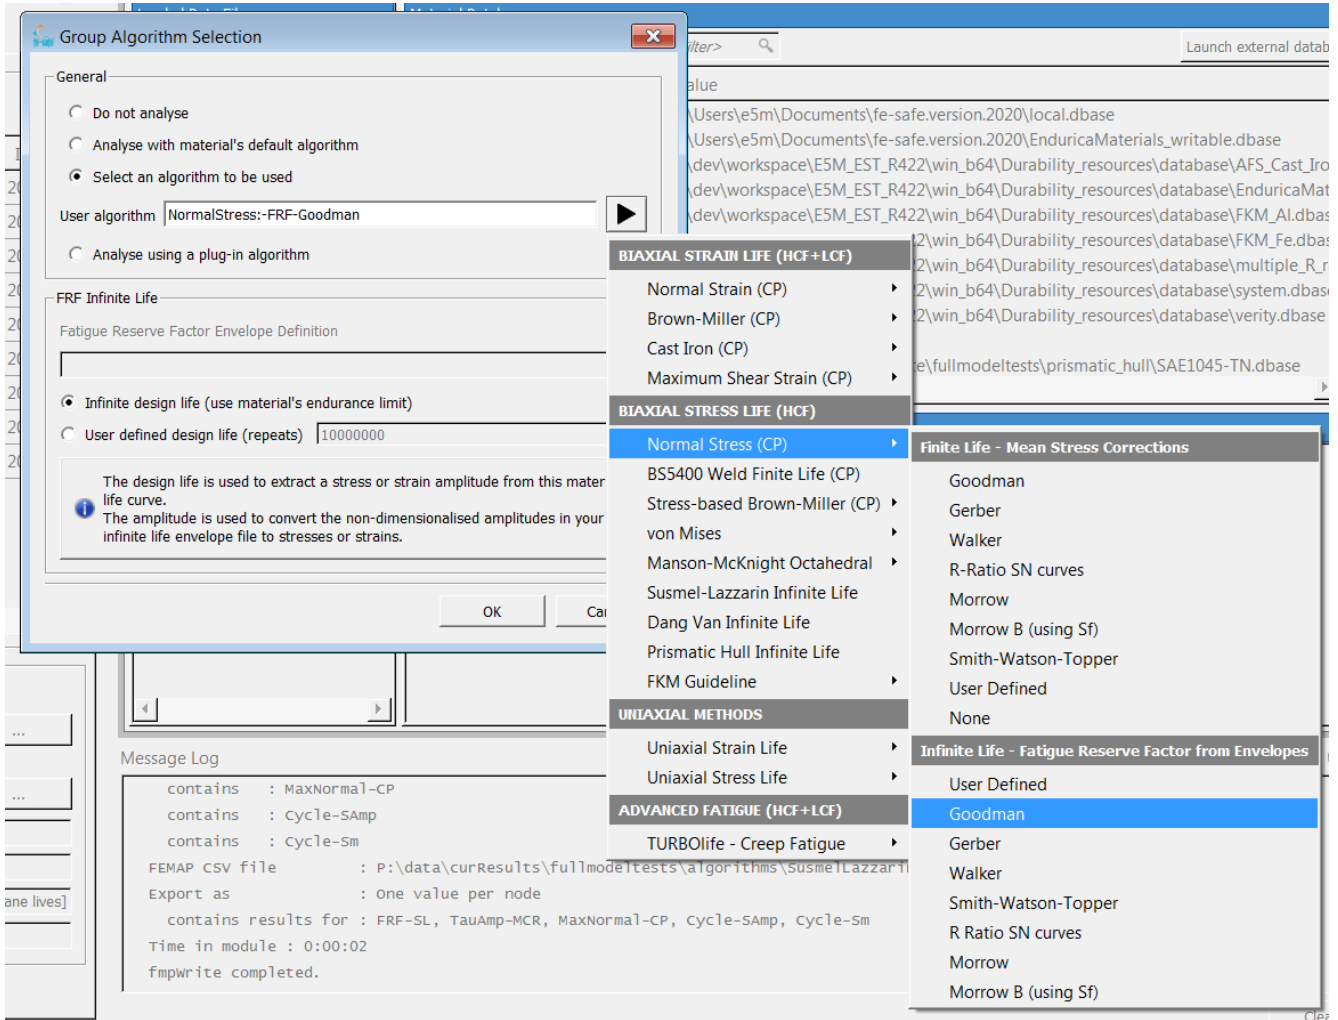 Group Algorithm Selection
General
Do not analyse
Analyse with material's default algorithm
Select an algorithm to be used
User algorithm NormalStress:-FRF-Goodman
Analyse using a plug-in algorithm
FRF Infinite Life
Fatigue Reserve Factor Envelope Definition
Infinite design life (use material's endurance limit)
User defined design life (repeats) 10000000
The design life is used to extract a stress or strain amplitude from this mater
life curve.
The amplitude is used to convert the non-dimensionalised amplitudes in your
infinite life envelope file to stresses or strains.
OK
Ca
ilter>
Launch external datab
alue
\Users\e5m\Documents\fe-safe.version.2020\local.dbase
\Users\e5m\Documents\fe-safe.version.2020\EnduricaMaterials_writable.dbase
\dev\workspace\E5M_EST_R422\win_b64\Durability_resources\database\AFS_Cast_Iro
\dev\workspace\E5M_EST_R422\win_b64\Durability_resources\database\EnduricaMat
\dev\workspace\E5M_EST_R422\win_b64\Durability_resources\database\FKM_Al.dbas
2\win_b64\Durability_resources\database\FKM_Fe.dbas
2\win_b64\Durability_resources\database\multiple_R_r
2\win_b64\Durability_resources\database\system.dbase
2\win_b64\Durability_resources\database\verity.dbase
e\fullmodeltests\prismatic_hull\SAE1045-TN.dbase
BIAXIAL STRAIN LIFE (HCF+LCF)
Normal Strain (CP)
Brown-Miller (CP)
Cast Iron (CP)
Maximum Shear Strain (CP)
BIAXIAL STRESS LIFE (HCF)
Normal Stress (CP)
BS5400 Weld Finite Life (CP)
Stress-based Brown-Miller (CP)
von Mises
Manson-McKnight Octahedral
Susmel-Lazzarin Infinite Life
Dang Van Infinite Life
Prismatic Hull Infinite Life
FKM Guideline
UNIAXIAL METHODS
Uniaxial Strain Life
Uniaxial Stress Life
ADVANCED FATIGUE (HCF+LCF)
TURBOlife - Creep Fatigue
Finite Life - Mean Stress Corrections
Goodman
Gerber
Walker
R-Ratio SN curves
Morrow
Morrow B (using Sf)
Smith-Watson-Topper
User Defined
None
Infinite Life - Fatigue Reserve Factor from Envelopes
User Defined
Goodman
Gerber
Walker
Smith-Watson-Topper
R Ratio SN curves
Morrow
Morrow B (using Sf)
...
...
ane lives]
Message Log
contains : MaxNormal-CP
contains : Cycle-SAmp
contains : Cycle-Sm
FEMAP CSV file : P:\data\curResults\fullmodeltests\algorithms\SusmelLazzari
Export as : One value per node
contains results for : FRF-SL, TauAmp-MCR, MaxNormal-CP, Cycle-SAmp, Cycle-Sm
Time in module : 0:00:02
fmpwrite completed.
Clea